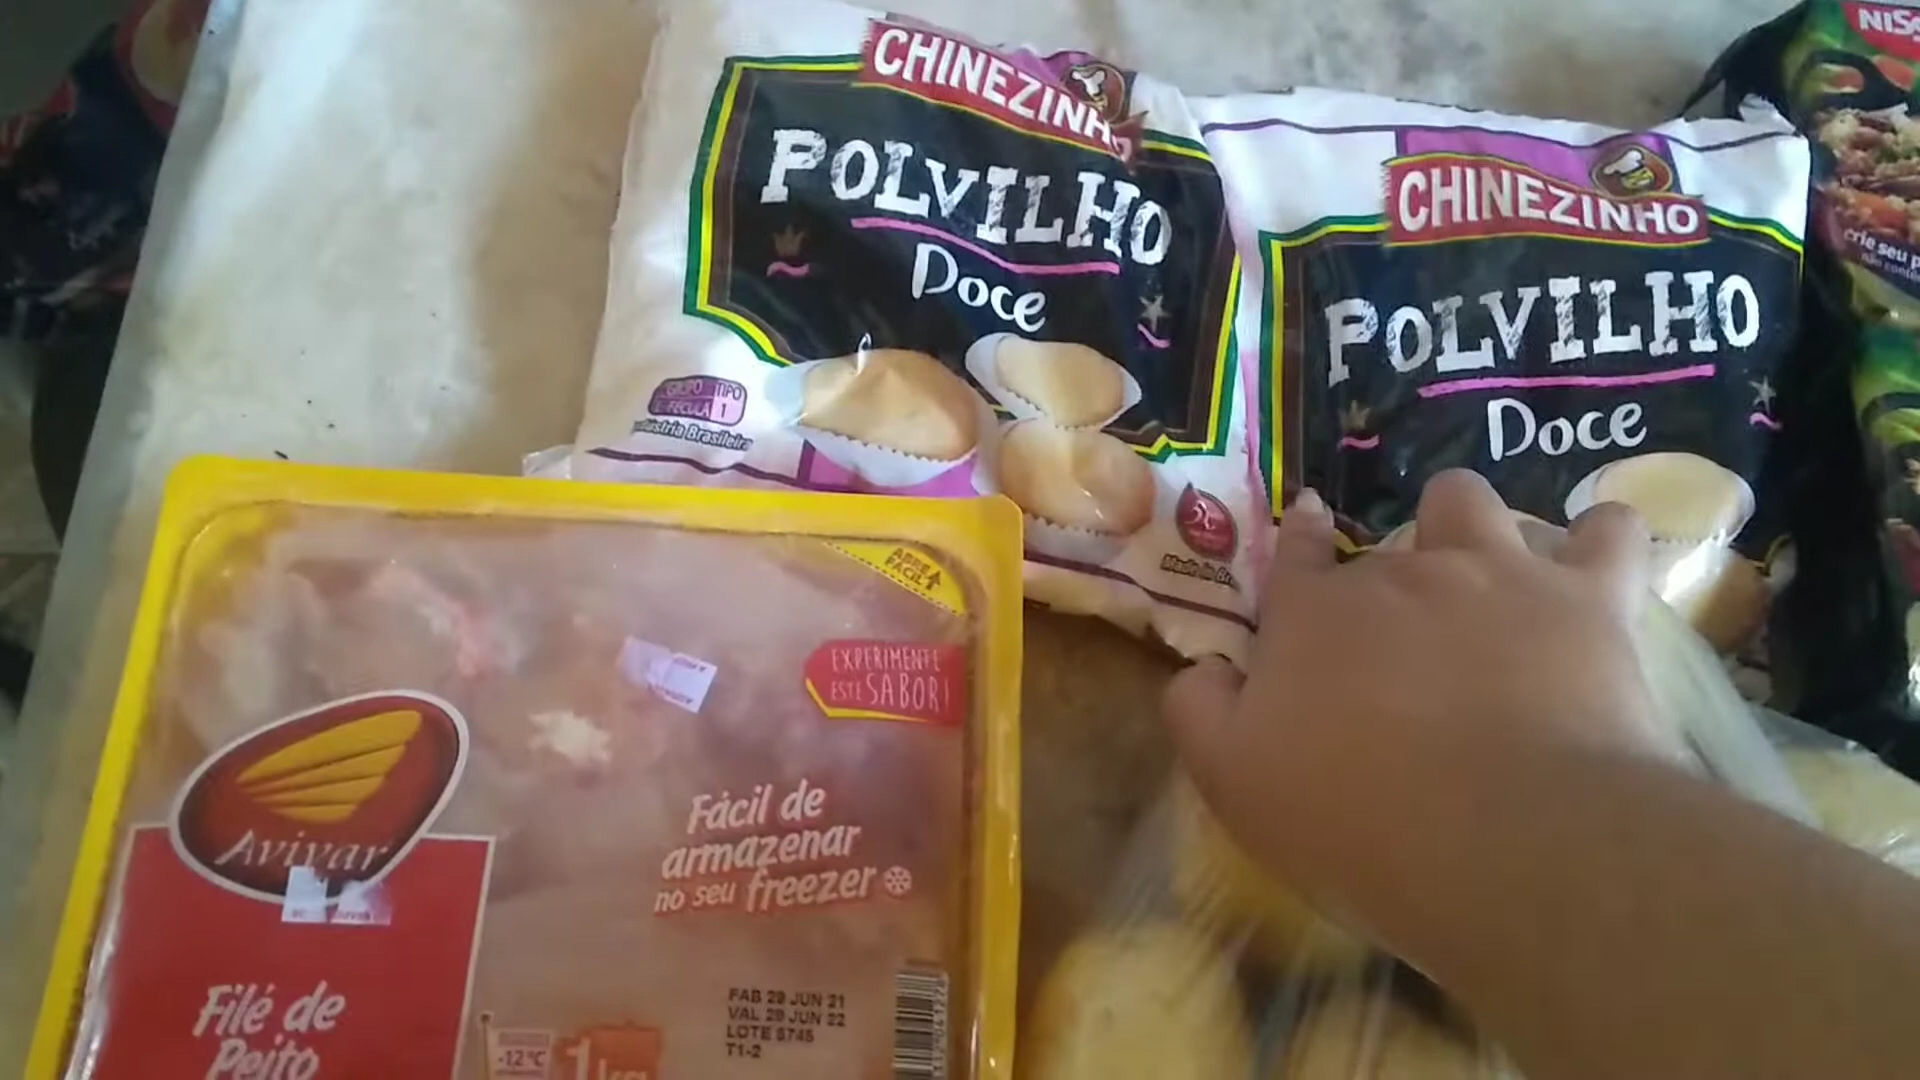 CHINEZINHO
POLVILHO
Doce
GRUPO TIPO
FÉCULA 1
Indústria Brasileira
Made in
CHINEZINHO
POLVILHO
Doce
crie seu
ABRE
FÁCIL
EXPERIMENTE
ESTE SABOR!
Avivar
Fácil de
armazenar
no seu freezer
Filé de
Peito
-12°C
1kg
FAB 29 JUN 21
VAL 29 JUN 22
LOTE 5745
T1-2